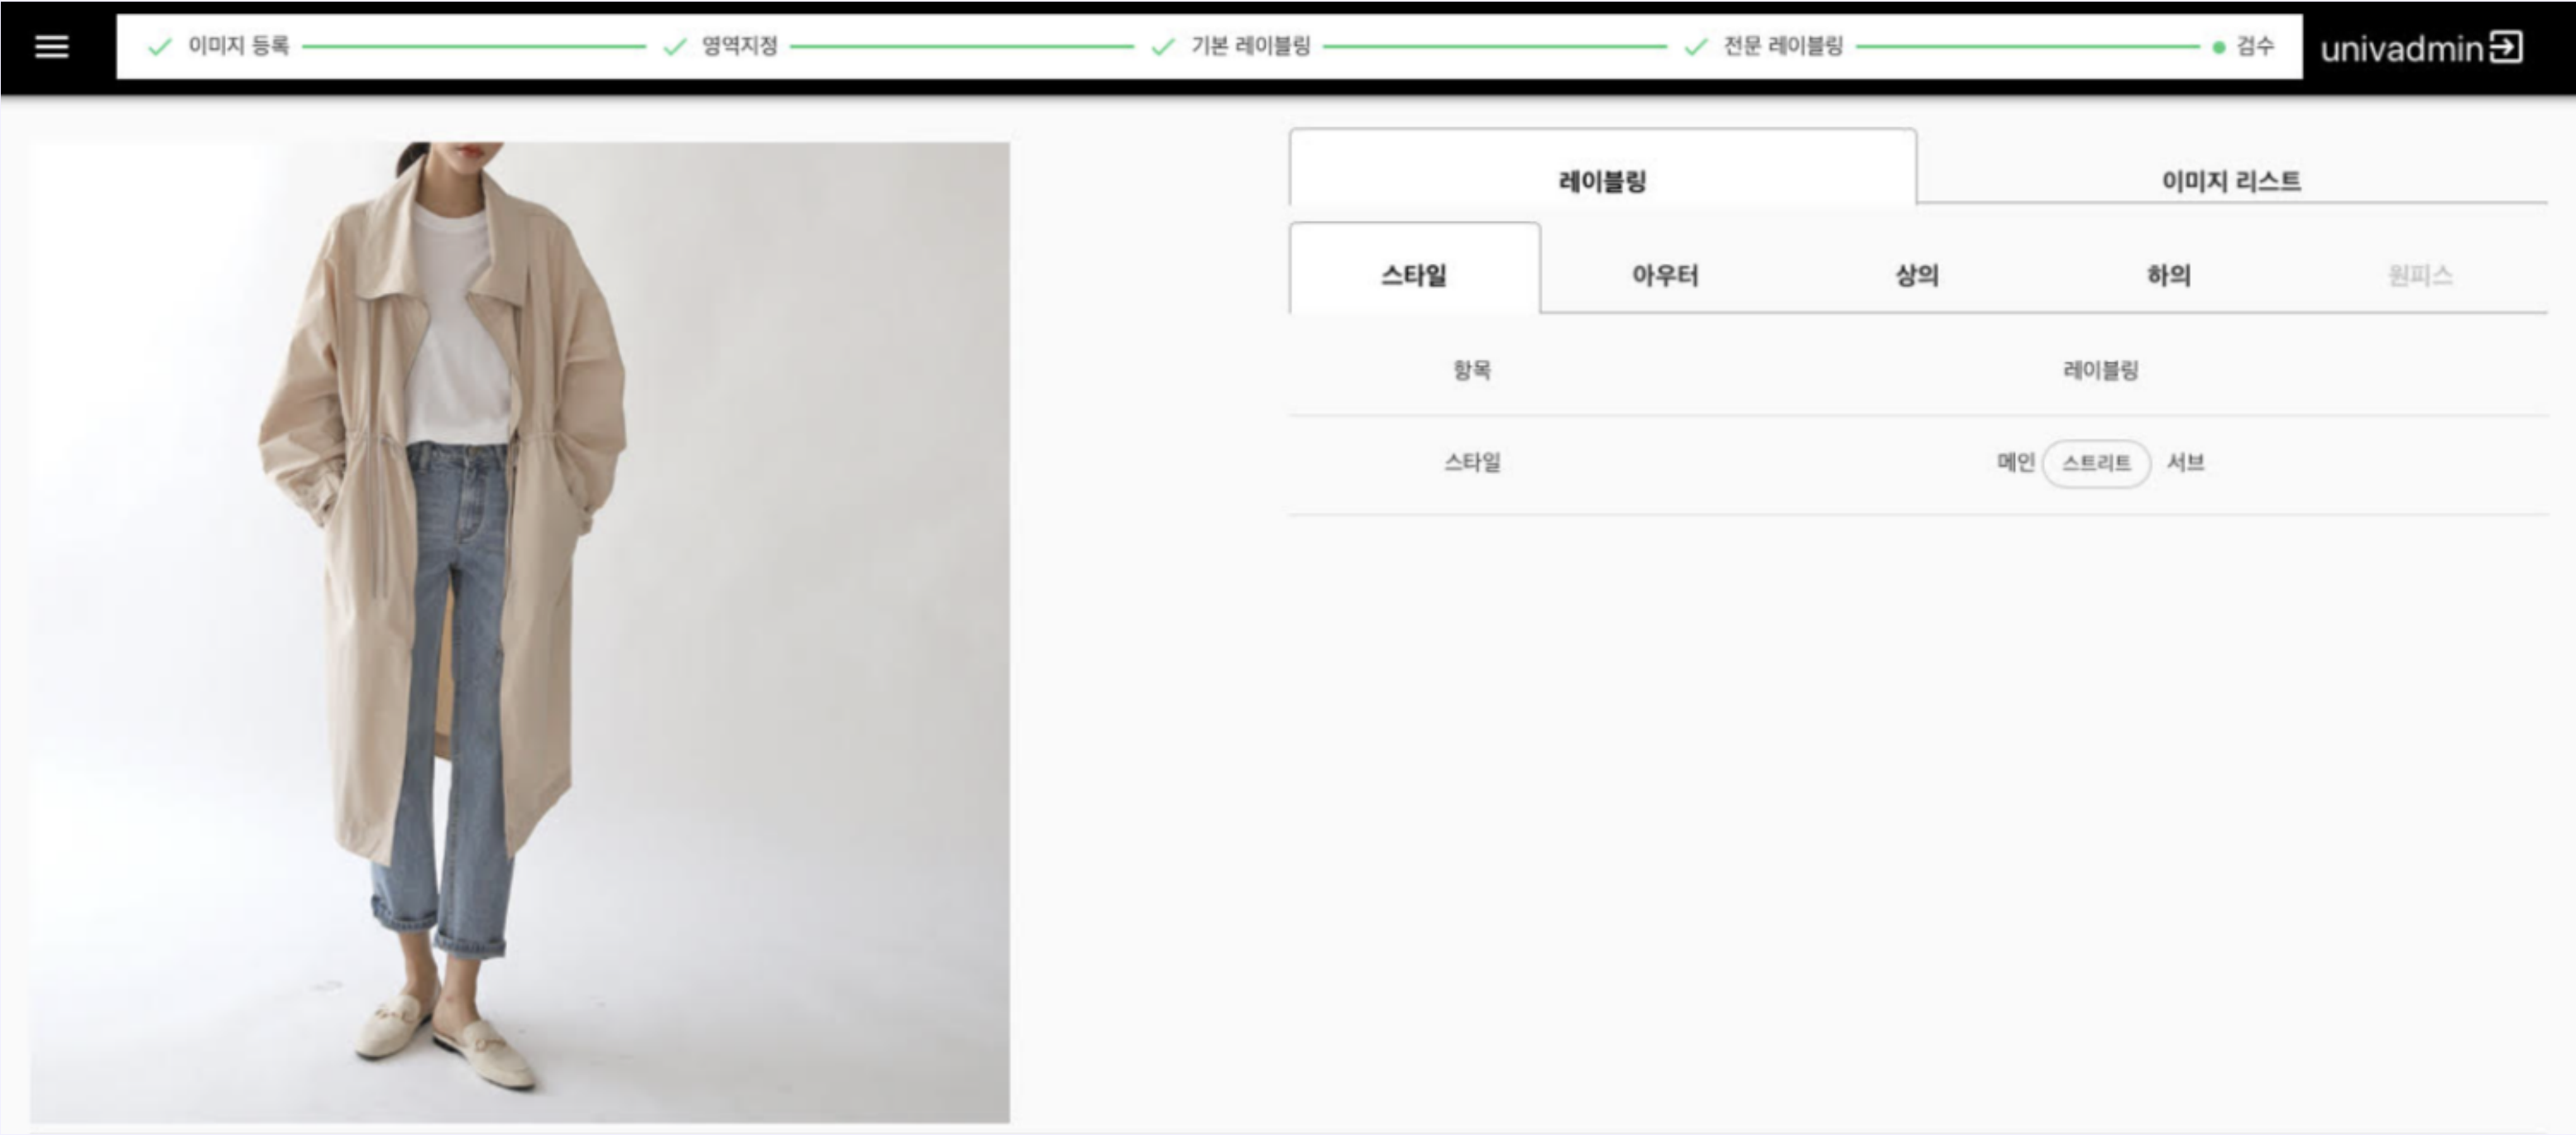 이미지 등록 영역지정 기본 레이블링 전문 레이블링 검수 univadmin
레이블링 이미지 리스트
스타일 아우터 상의 하의 원피스
항목 레이블링
스타일 메인 스트리트 서브